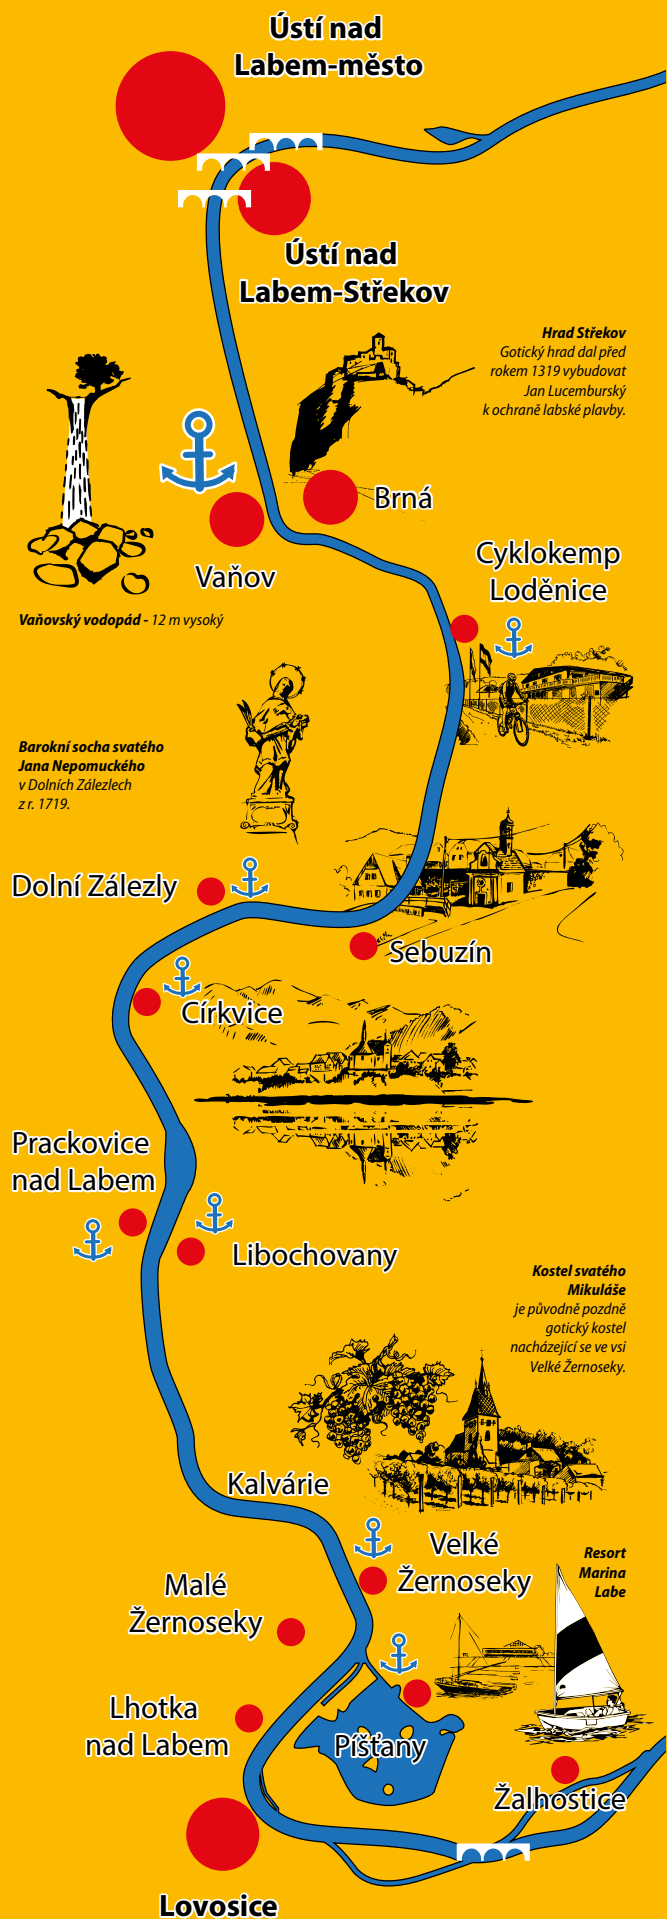 Ústí nad
Labem-město
Ústí nad
Labem-Střekov
Hrad Střekov
Gotický hrad dal před
rokem 1319 vybudovat
Jan Lucemburský
k ochraně labské plavby.
Brná
Vaňov
Cyklokemp
Loděnice
Vaňovský vodopád - 12 m vysoký
Barokní socha svatého
Jana Nepomuckého
v Dolních Zálezlech
z r. 1719.
Dolní Zálezly
Sebuzín
Církvice
Prackovice
nad Labem
Libochovany
Kostel svatého
Mikuláše
je původně pozdně
gotický kostel
nacházející se ve vsi
Velké Žernoseky.
Kalvárie
Velké
Žernoseky
Resort
Marina
Labe
Malé
Žernoseky
Lhotka
nad Labem
Píšťany
Žalhostice
Lovosice